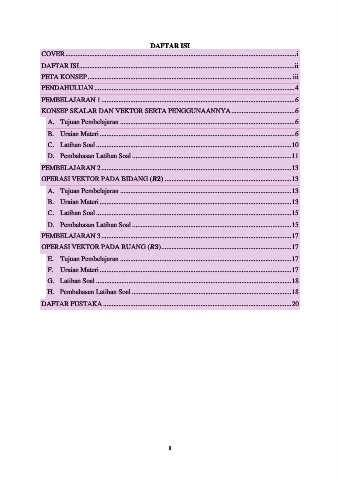 DAFTAR ISI
COVER ........ i
DAFTAR ISI ........ ii
PETA KONSEP ........ iii
PENDAHULUAN ........ 4
PEMBELAJARAN 1 ........ 6
KONSEP SKALAR DAN VEKTOR SERTA PENGGUNAANNYA ........ 6
A. Tujuan Pembelajaran ........ 6
B. Uraian Materi ........ 6
C. Latihan Soal ........ 10
D. Pembahasan Latihan Soal ........ 11
PEMBELAJARAN 2 ........ 13
OPERASI VEKTOR PADA BIDANG (R2) ........ 13
A. Tujuan Pembelajaran ........ 13
B. Uraian Materi ........ 13
C. Latihan Soal ........ 15
D. Pembahasan Latihan Soal ........ 15
PEMBELAJARAN 3 ........ 17
OPERASI VEKTOR PADA RUANG (R3) ........ 17
E. Tujuan Pembelajaran ........ 17
F. Uraian Materi ........ 17
G. Latihan Soal ........ 18
H. Pembahasan Latihan Soal ........ 18
DAFTAR PUSTAKA ........ 20